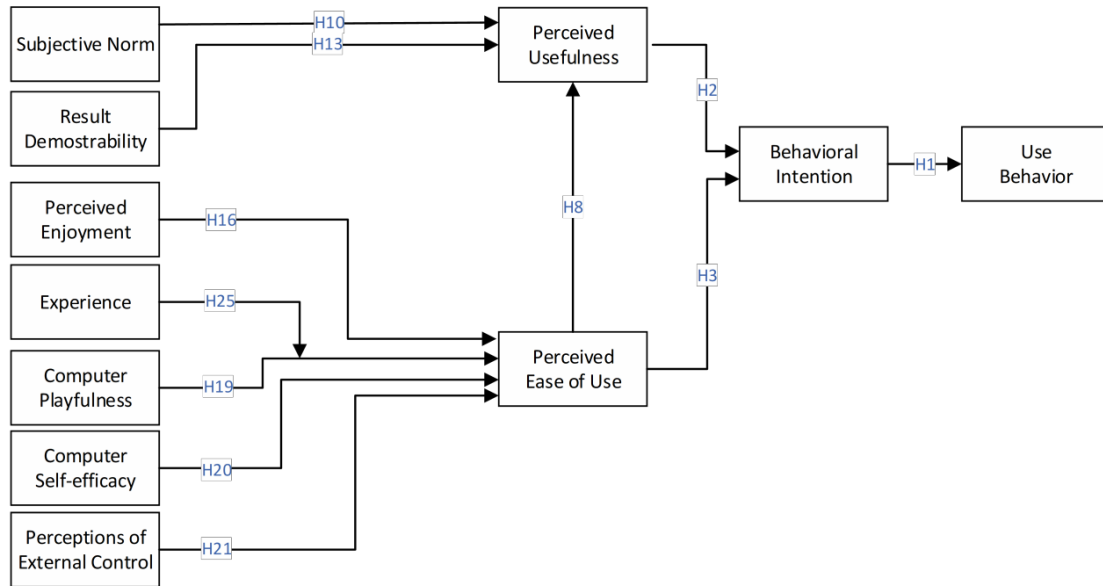 Subjective Norm
H10
H13
Perceived
Usefulness
Result
Demostrability
H2
Behavioral
Intention
H1
Use
Behavior
Perceived
Enjoyment
H16
H8
H3
Experience
H25
Perceived
Ease of Use
Computer
Playfulness
H19
Computer
Self-efficacy
H20
Perceptions of
External Control
H21